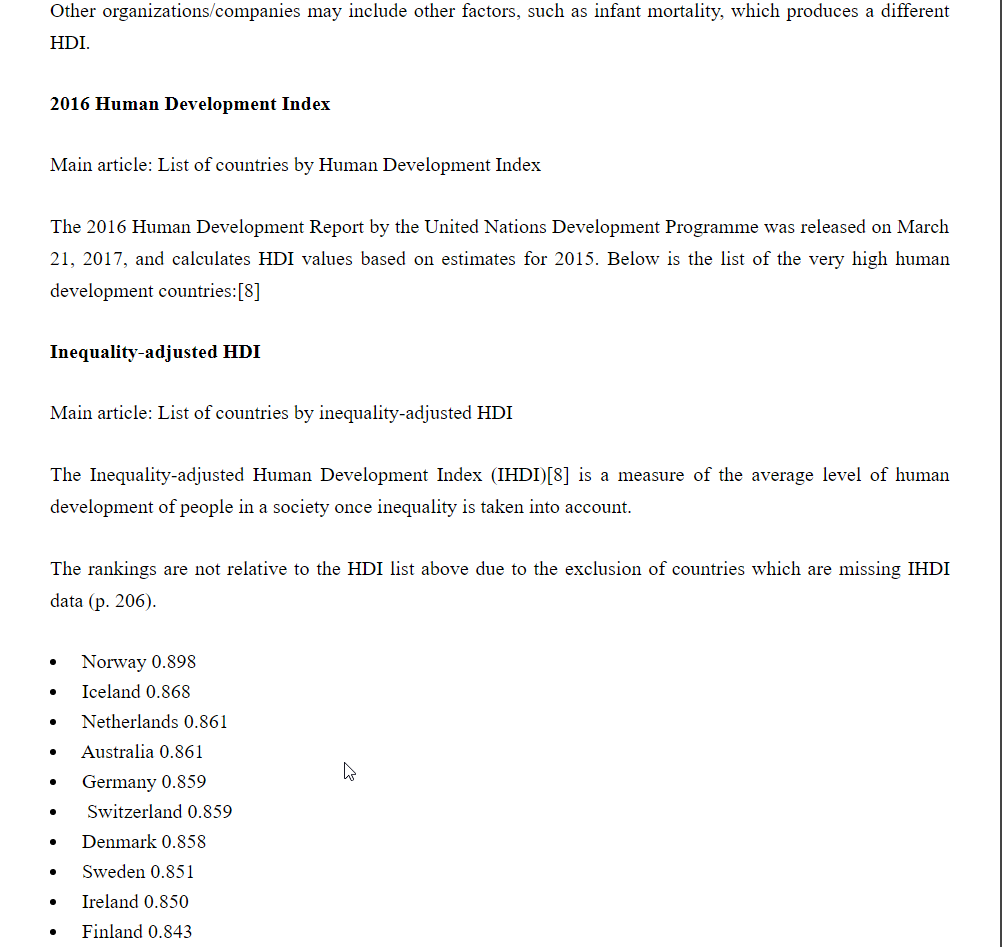 Other organizations/companies may include other factors, such as infant mortality, which produces a different
HDI.
2016 Human Development Index
Main article: List of countries by Human Development Index
The 2016 Human Development Report by the United Nations Development Programme was released on March
21, 2017, and calculates HDI values based on estimates for 2015. Below is the list of the very high human
development countries:[8]
Inequality-adjusted HDI
Main article: List of countries by inequality-adjusted HDI
The Inequality-adjusted Human Development Index (IHDI)[8] is a measure of the average level of human
development of people in a society once inequality is taken into account.
The rankings are not relative to the HDI list above due to the exclusion of countries which are missing IHDI
data (p. 206).
• Norway 0.898
• Iceland 0.868
• Netherlands 0.861
• Australia 0.861
• Germany 0.859
• Switzerland 0.859
• Denmark 0.858
• Sweden 0.851
• Ireland 0.850
• Finland 0.843